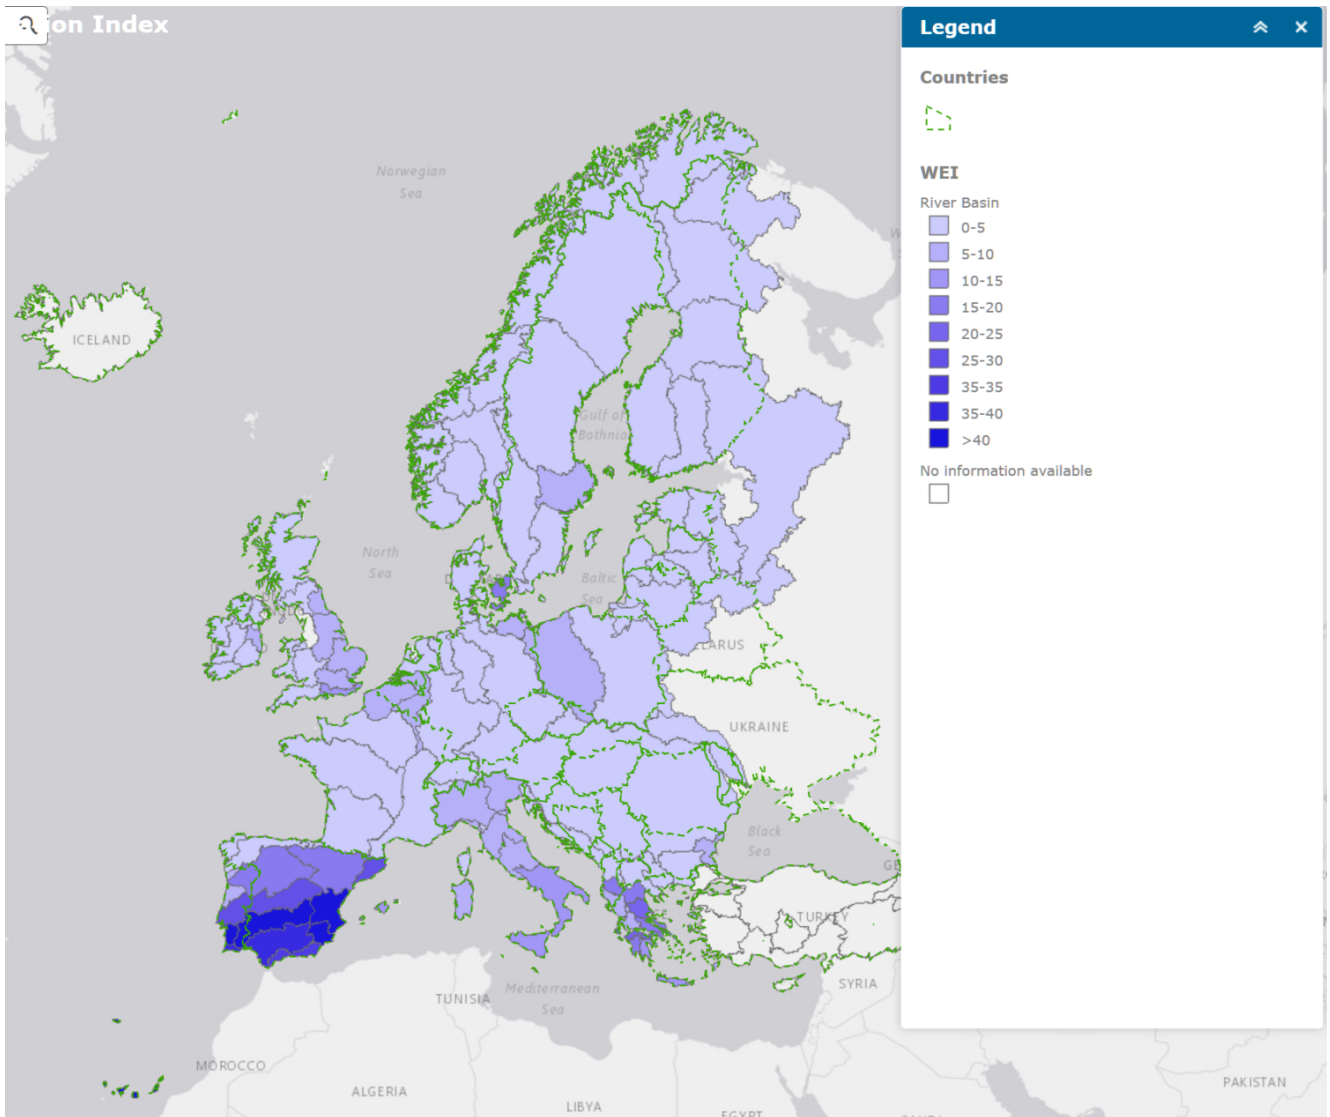 ion Index
Legend
Countries
WEI
River Basin
0-5
5-10
10-15
15-20
20-25
25-30
35-35
35-40
>40
No information available
Norwegian
Sea
ICELAND
Gulf of
Bothnia
North
Sea
Baltic
Sea
LARUS
UKRAINE
Black
Sea
GE
TURKEY
SYRIA
Mediterranean
Sea
TUNISIA
MOROCCO
ALGERIA
LIBYA
EGYPT
PAKISTAN